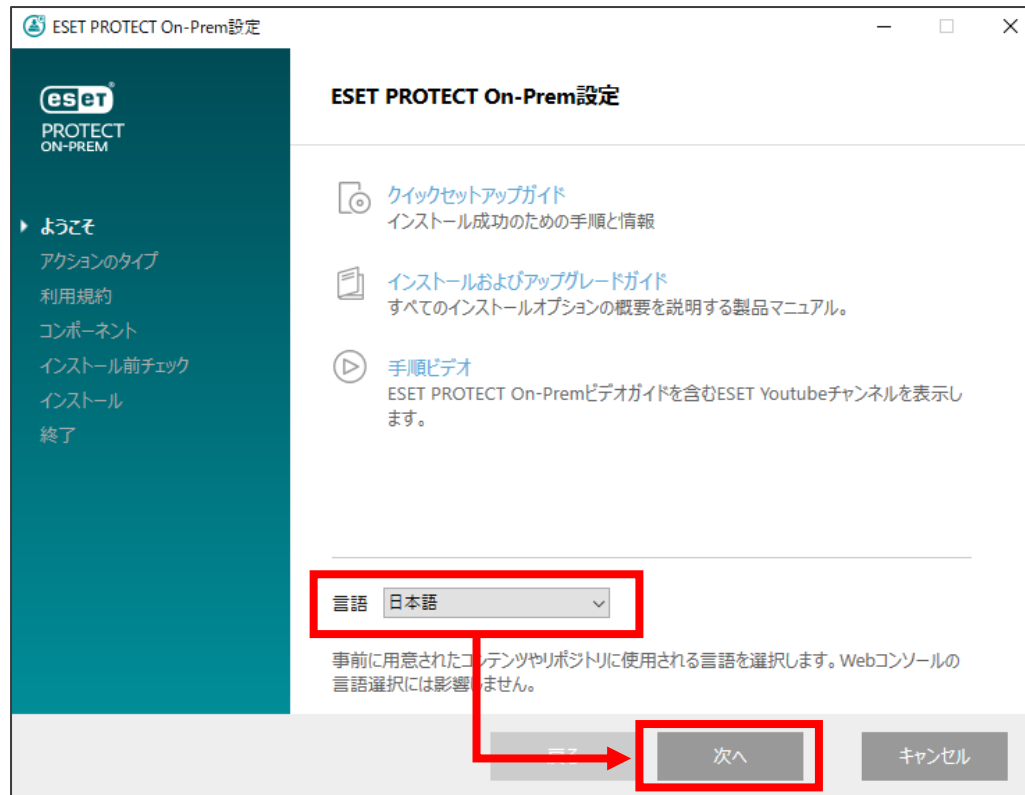 ESET PROTECT On-Prem設定
eset
PROTECT
ON-PREM
ようこそ
アクションのタイプ
利用規約
コンポーネント
インストール前チェック
インストール
終了
ESET PROTECT On-Prem設定
クイックセットアップガイド
インストール成功のための手順と情報
インストールおよびアップグレードガイド
すべてのインストールオプションの概要を説明する製品マニュアル。
手順ビデオ
ESET PROTECT On-Premビデオガイドを含むESET Youtubeチャンネルを表示し
ます。
言語 日本語
事前に用意されたコンテンツやリポジトリに使用される言語を選択します。Webコンソールの
言語選択には影響しません。
戻る 次へ キャンセル